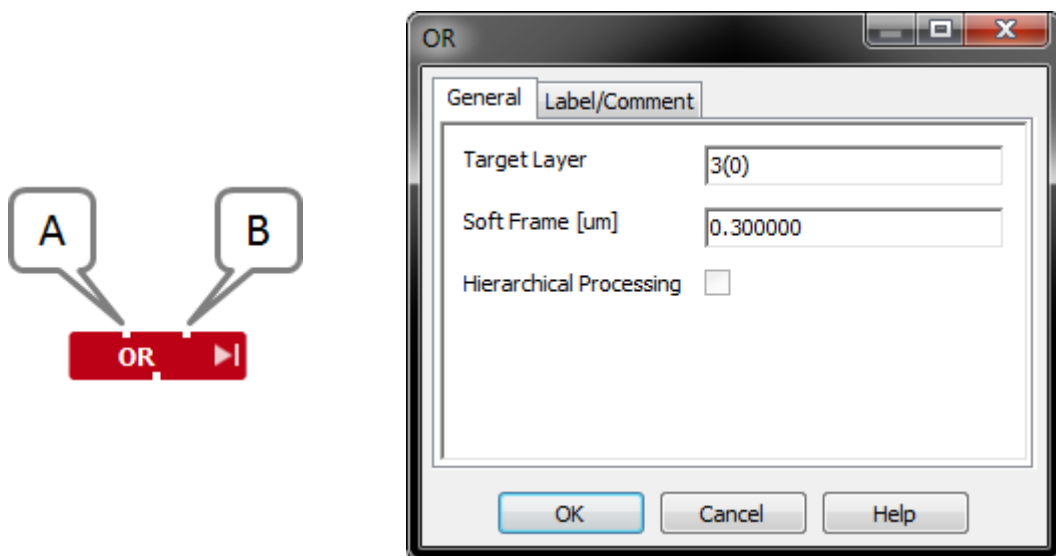 A
B
OR
OR
General
Label/Comment
Target Layer
3(0)
Soft Frame [um]
0.300000
Hierarchical Processing
OK
Cancel
Help